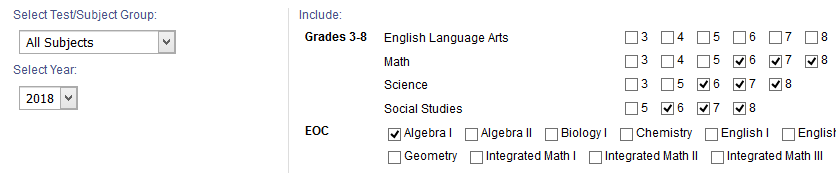 Select Test/Subject Group:
All Subjects
Select Year:
2018
Include:
Grades 3-8 English Language Arts 3 4 5 6 7 8
Math 3 4 5 6 7 8
Science 3 5 6 7 8
Social Studies 5 6 7 8
EOC Algebra I Algebra II Biology I Chemistry English I English
Geometry Integrated Math I Integrated Math II Integrated Math III